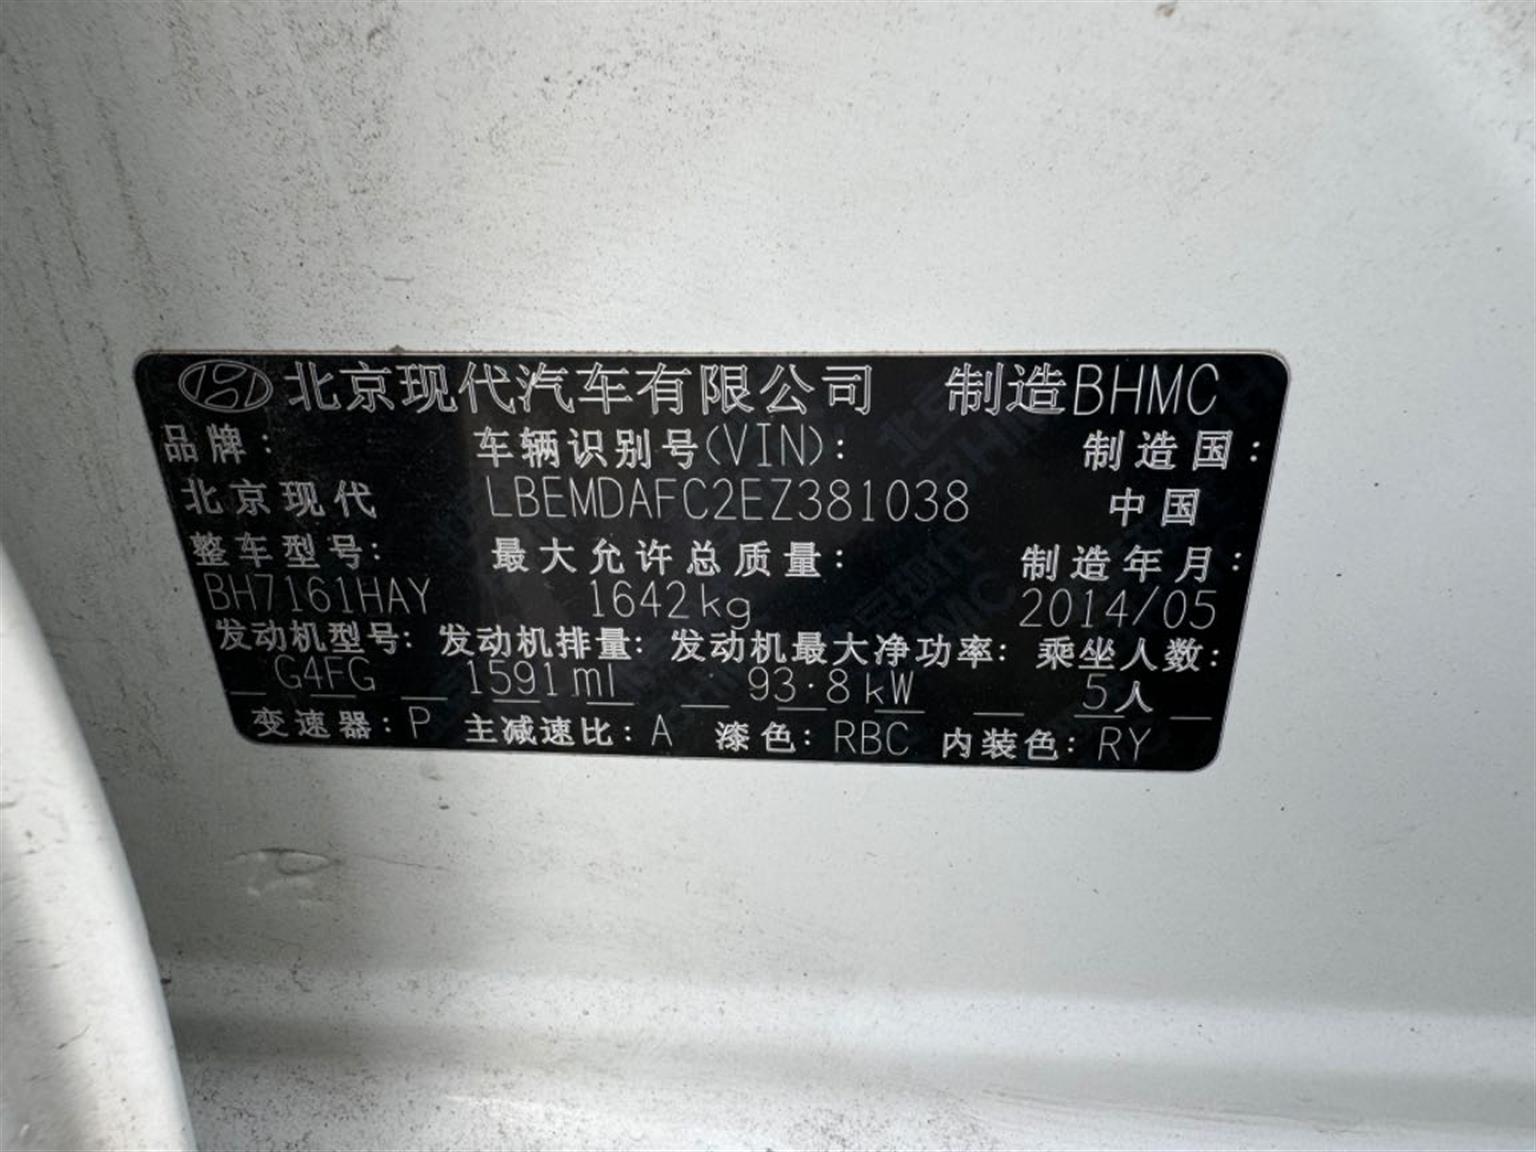 北京现代汽车有限公司 制造BHMC
品牌: 车辆识别号(VIN): 制造国:
北京现代 LBEMDAFC2EZ381038 中国
整车型号: 最大允许总质量: 制造年月:
BH7161HAY 1642kg 2014/05
发动机型号: 发动机排量: 发动机最大净功率: 乘坐人数:
G4FG 1591ml 93.8kW 5人
变速器:P 主减速比:A 漆色:RBC 内装色:RY